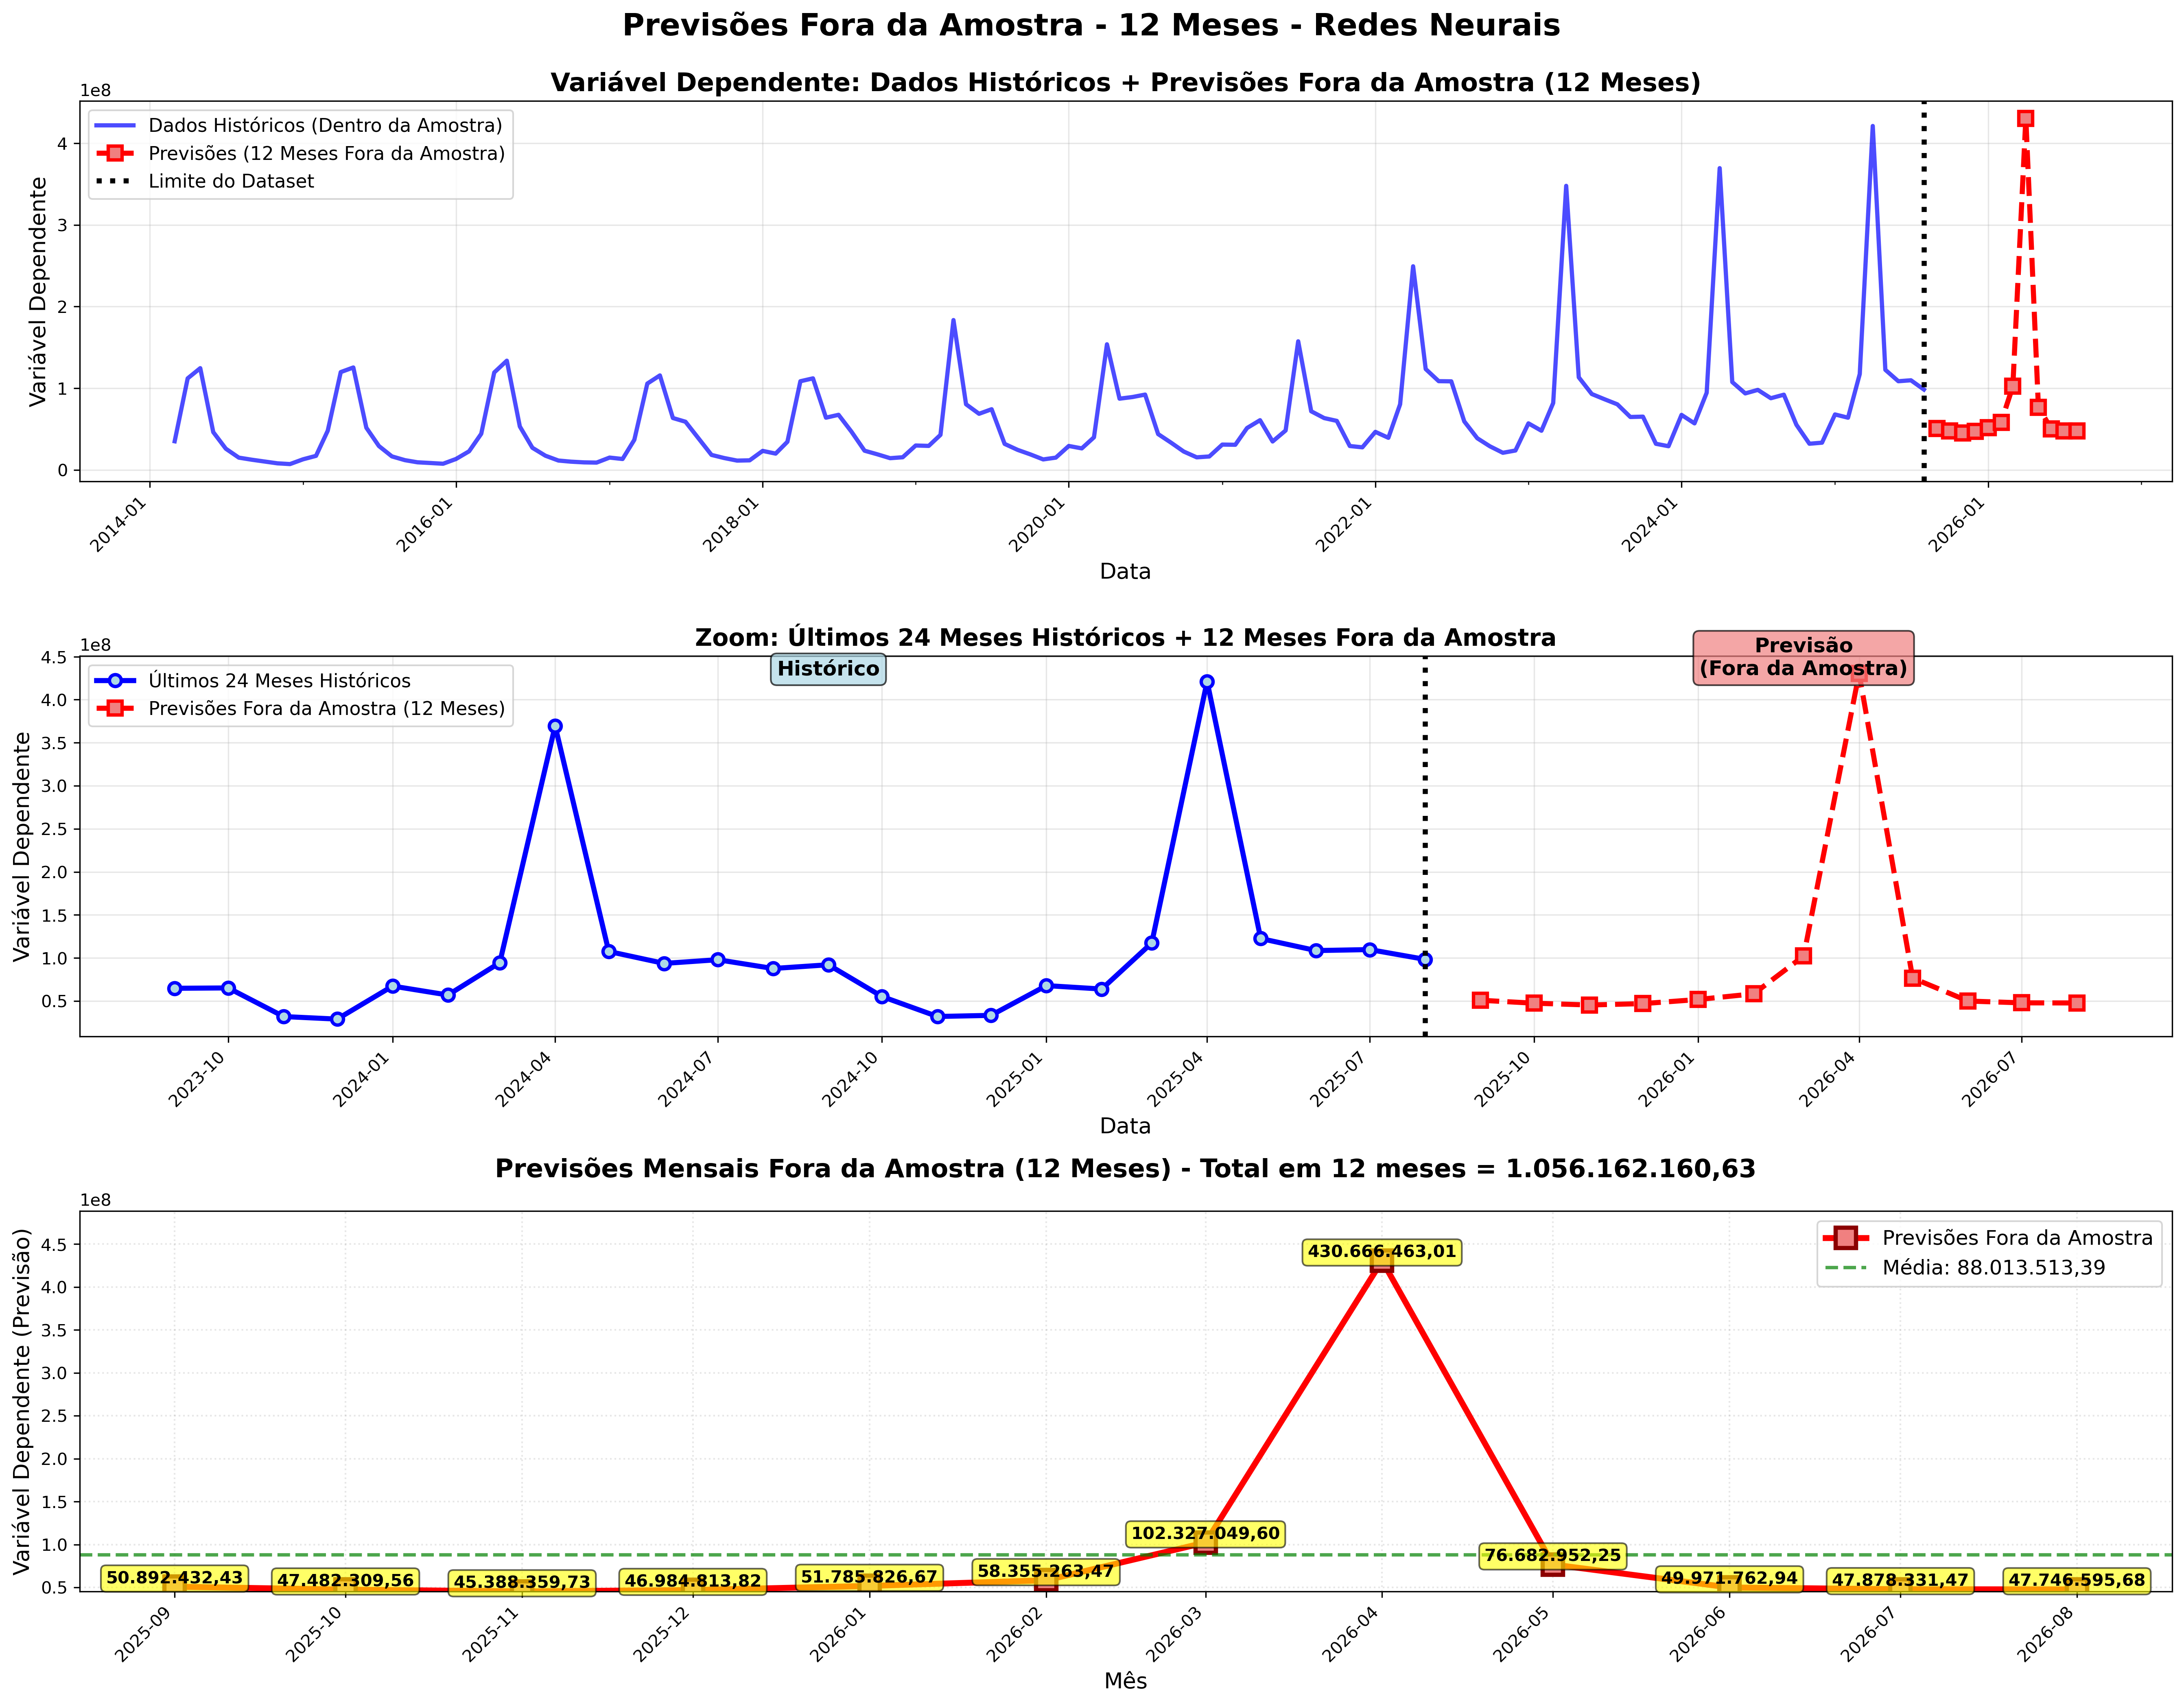 Previsões Fora da Amostra - 12 Meses - Redes Neurais
Variável Dependente: Dados Históricos + Previsões Fora da Amostra (12 Meses)
1e8
Dados Históricos (Dentro da Amostra)
Previsões (12 Meses Fora da Amostra)
Limite do Dataset
Variável Dependente
4
3
2
1
0
2014-01
2016-01
2018-01
2020-01
2022-01
2024-01
2026-01
Data
Zoom: Últimos 24 Meses Históricos + 12 Meses Fora da Amostra
1e8
Últimos 24 Meses Históricos
Previsões Fora da Amostra (12 Meses)
Histórico
Previsão
(Fora da Amostra)
Variável Dependente
4.5
4.0
3.5
3.0
2.5
2.0
1.5
1.0
0.5
2023-10
2024-01
2024-04
2024-07
2024-10
2025-01
2025-04
2025-07
2025-10
2026-01
2026-04
2026-07
Data
Previsões Mensais Fora da Amostra (12 Meses) - Total em 12 meses = 1.056.162.160,63
1e8
Previsões Fora da Amostra
Média: 88.013.513,39
Variável Dependente (Previsão)
4.5
4.0
3.5
3.0
2.5
2.0
1.5
1.0
0.5
50.892.432,43
47.482.309,56
45.388.359,73
46.984.813,82
51.785.826,67
58.355.263,47
102.327.049,60
430.666.463,01
76.682.952,25
49.971.762,94
47.878.331,47
47.746.595,68
2025-09
2025-10
2025-11
2025-12
2026-01
2026-02
2026-03
2026-04
2026-05
2026-06
2026-07
2026-08
Mês